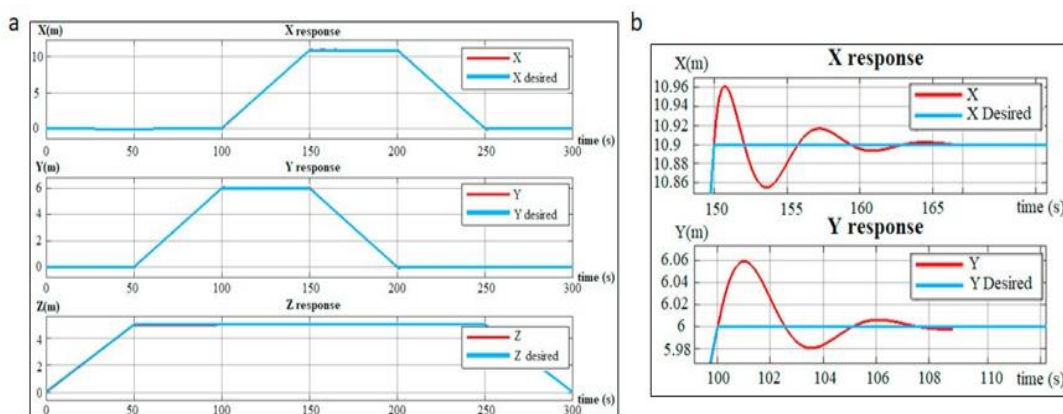 a
X(m) X response
10
5
0
X
X desired
0 50 100 150 200 250 300
time (s)
Y(m) Y response
6
4
2
0
Y
Y desired
0 50 100 150 200 250 300
time (s)
Z(m) Z response
4
2
0
Z
Z desired
0 50 100 150 200 250 300
time (s)
b
X response
X(m)
10.96
10.94
10.92
10.9
10.88
10.86
X
X Desired
150 155 160 165 time (s)
Y response
Y(m)
6.06
6.04
6.02
6
5.98
Y
Y Desired
100 102 104 106 108 110 time (s)